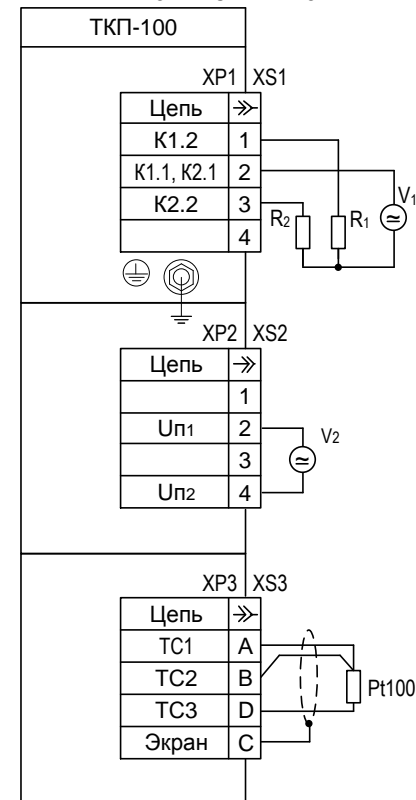 ТКП-100
XP1 XS1
Цепь
К1.2 1
К1.1, К2.1 2
К2.2 3
4
R2 R1 V1
XP2 XS2
Цепь
1
Uп1 2
3
Uп2 4
V2
XP3 XS3
Цепь
ТС1 A
ТС2 B
ТС3 D
Экран C
Pt100